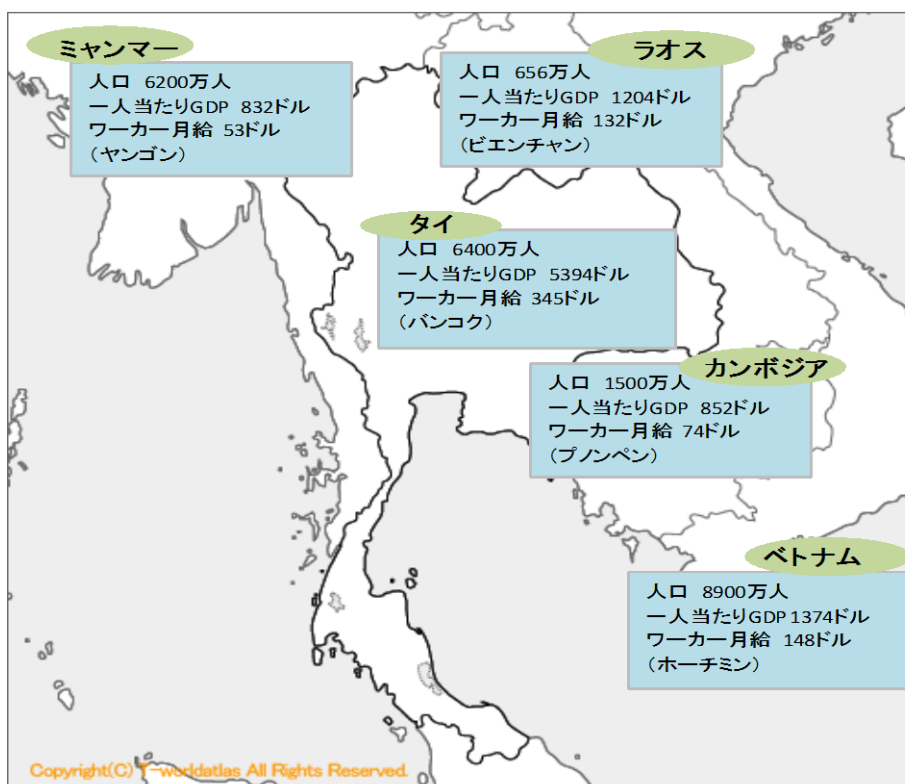 ミャンマー
人口 6200万人
一人当たりGDP 832ドル
ワーカー月給 53ドル
(ヤンゴン)
ラオス
人口 656万人
一人当たりGDP 1204ドル
ワーカー月給 132ドル
(ビエンチャン)
タイ
人口 6400万人
一人当たりGDP 5394ドル
ワーカー月給 345ドル
(バンコク)
カンボジア
人口 1500万人
一人当たりGDP 852ドル
ワーカー月給 74ドル
(プノンペン)
ベトナム
人口 8900万人
一人当たりGDP 1374ドル
ワーカー月給 148ドル
(ホーチミン)
Copyright(C) T-worldatlas All Rights Reserved.